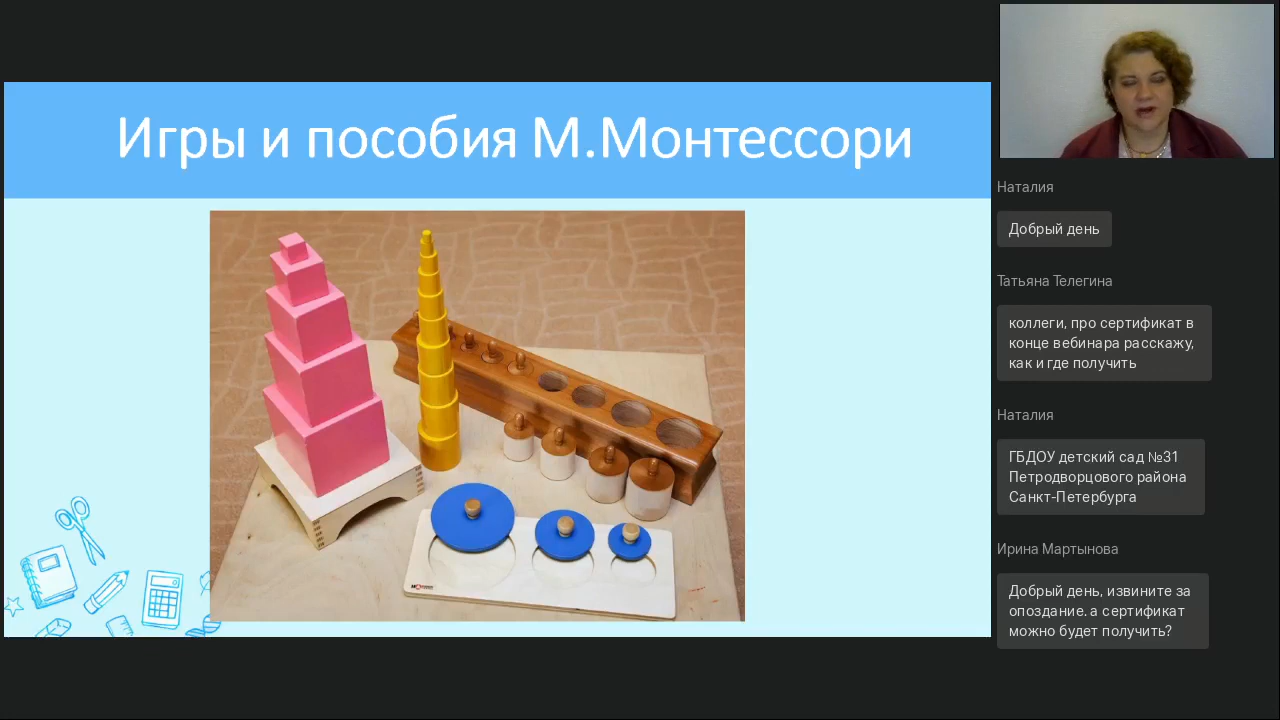 Игры и пособия М.Монтессори
Наталия
Добрый день
Татьяна Телегина
коллеги, про сертификат в
конце вебинара расскажу,
как и где получить
Наталия
ГБДОУ детский сад №31
Петродворцового района
Санкт-Петербурга
Ирина Мартынова
Добрый день, извините за
опоздание. а сертификат
можно будет получить?